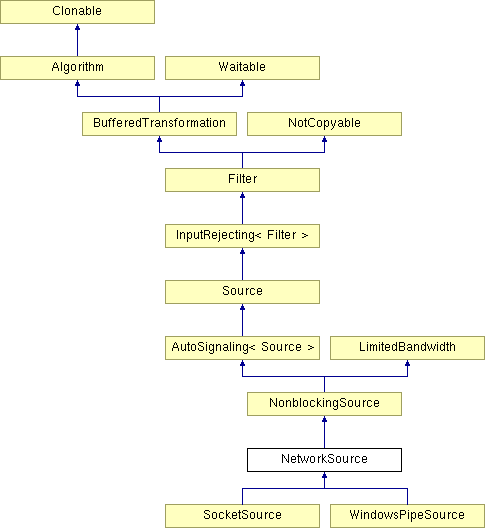 Clonable
Algorithm
Waitable
BufferedTransformation
NotCopyable
Filter
InputRejecting< Filter >
Source
AutoSignaling< Source >
LimitedBandwidth
NonblockingSource
NetworkSource
SocketSource
WindowsPipeSource